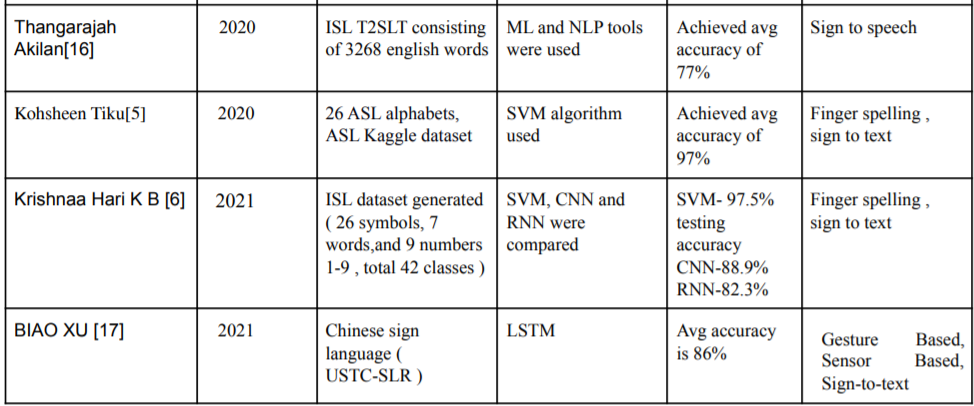 Thangarajah
Akilan[16]
2020
ISL T2SLT consisting
of 3268 english words
ML and NLP tools
were used
Achieved avg
accuracy of
77%
Sign to speech
Kohsheen Tiku[5]
2020
26 ASL alphabets,
ASL Kaggle dataset
SVM algorithm
used
Achieved avg
accuracy of
97%
Finger spelling ,
sign to text
Krishnaa Hari K B [6]
2021
ISL dataset generated
( 26 symbols, 7
words,and 9 numbers
1-9 , total 42 classes )
SVM, CNN and
RNN were
compared
SVM- 97.5%
testing
accuracy
CNN-88.9%
RNN-82.3%
Finger spelling ,
sign to text
BIAO XU [17]
2021
Chinese sign
language (
USTC-SLR )
LSTM
Avg accuracy
is 86%
Gesture Based,
Sensor Based,
Sign-to-text